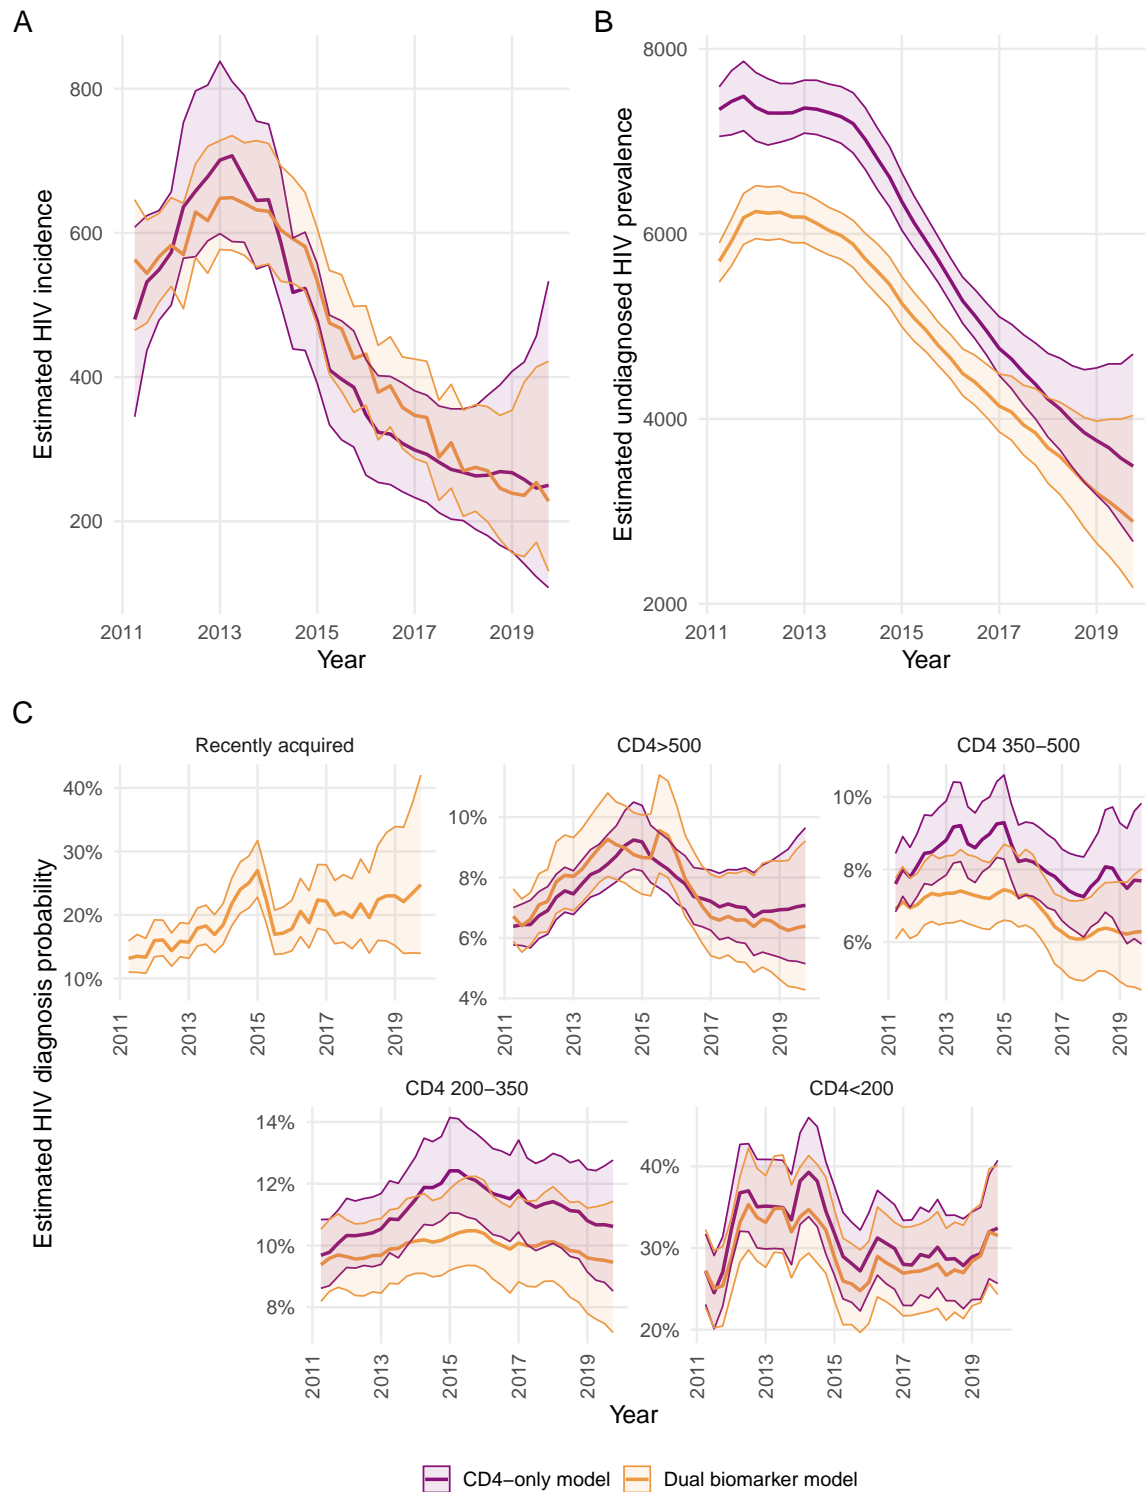 A
Estimated HIV incidence
800
600
400
200
2011 2013 2015 2017 2019
Year
B
Estimated undiagnosed HIV prevalence
8000
6000
4000
2000
2011 2013 2015 2017 2019
Year
C
Estimated HIV diagnosis probability
Recently acquired
40%
30%
20%
10%
2011 2013 2015 2017 2019
CD4>500
10%
8%
6%
4%
2011 2013 2015 2017 2019
CD4 350−500
10%
8%
6%
2011 2013 2015 2017 2019
CD4 200−350
14%
12%
10%
8%
2011 2013 2015 2017 2019
CD4<200
40%
30%
20%
2011 2013 2015 2017 2019
Year
CD4−only model Dual biomarker model